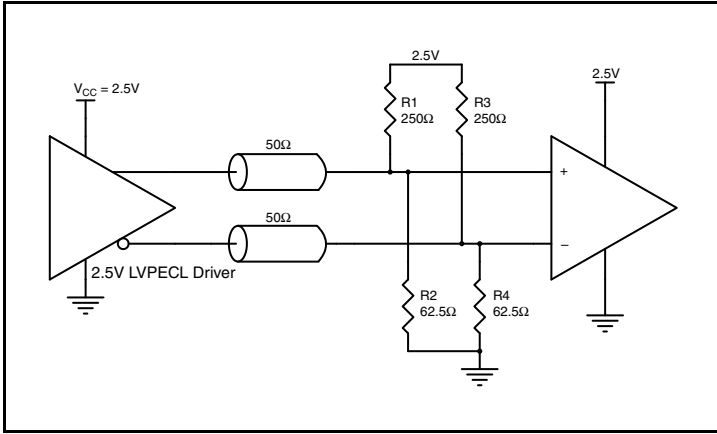 2.5V
2.5V
V_CC = 2.5V
R1
250Ω
R3
250Ω
50Ω
+
50Ω
–
2.5V LVPECL Driver
R2
62.5Ω
R4
62.5Ω